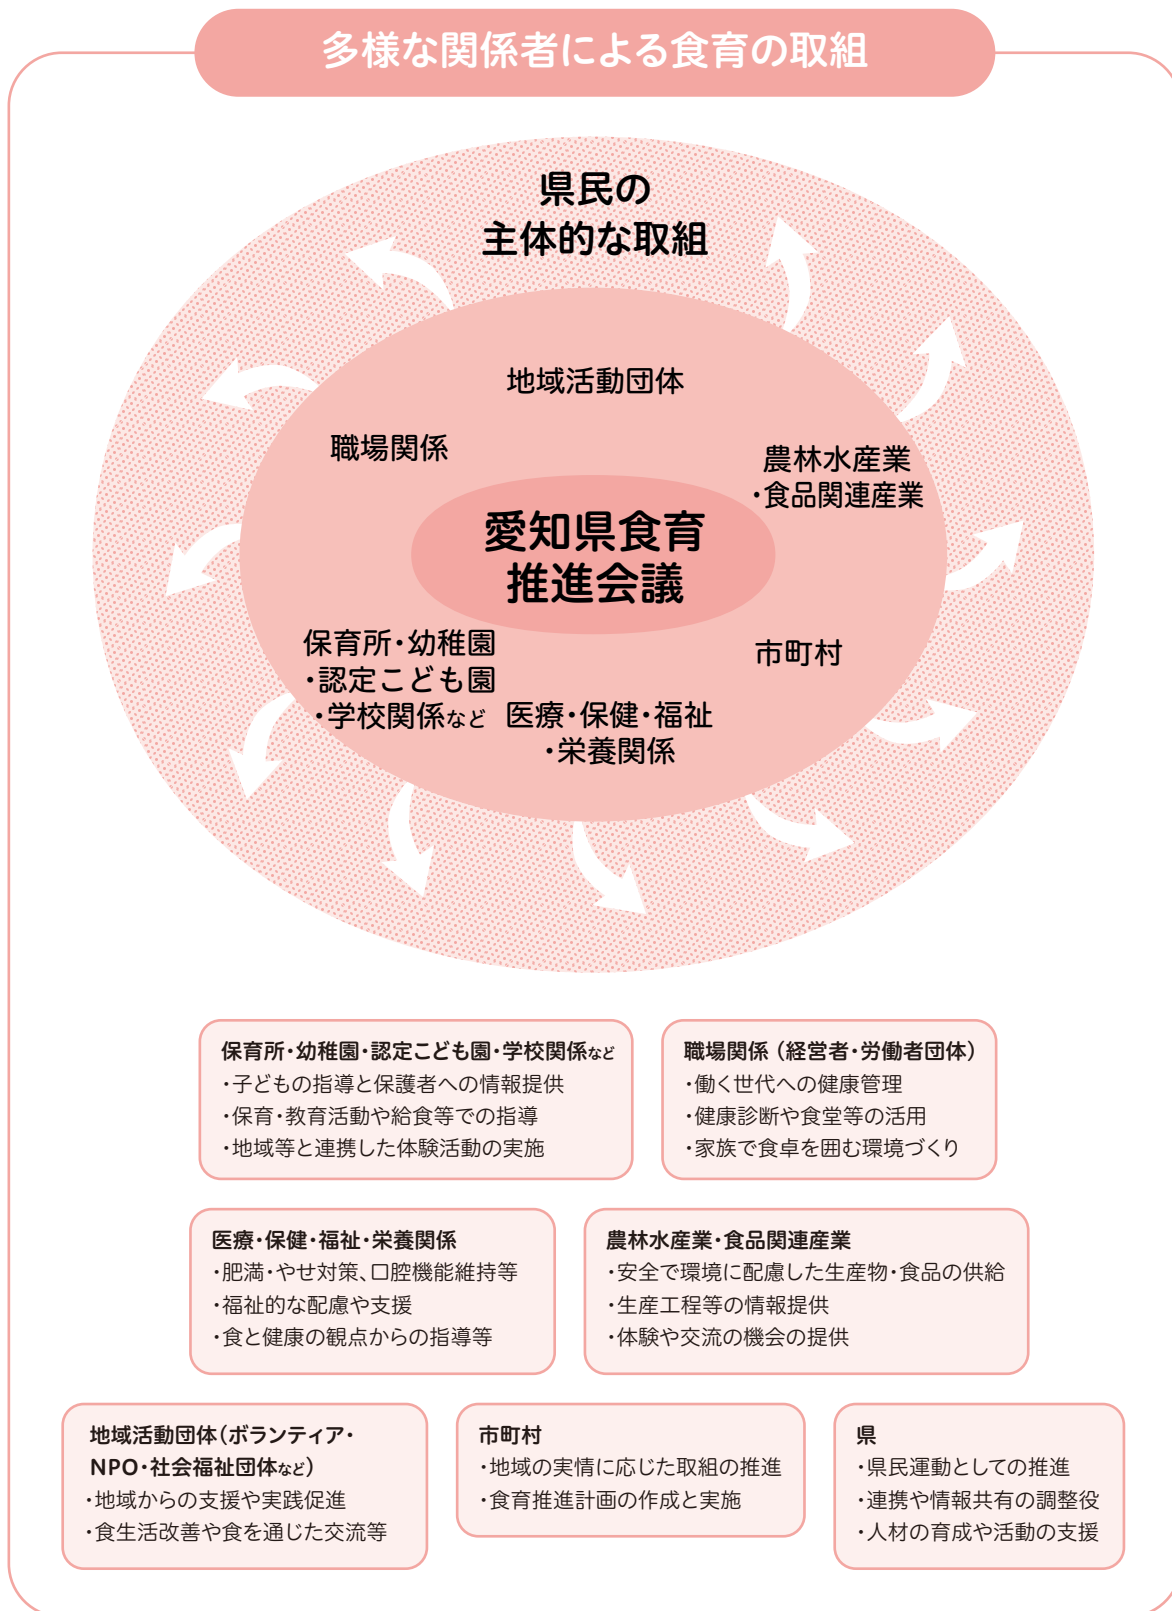 多様な関係者による食育の取組
県民の
主体的な取組
地域活動団体
職場関係
農林水産業
・食品関連産業
愛知県食育
推進会議
保育所・幼稚園
・認定こども園
・学校関係など
市町村
医療・保健・福祉
・栄養関係
保育所・幼稚園・認定こども園・学校関係など
・子どもの指導と保護者への情報提供
・保育・教育活動や給食等での指導
・地域等と連携した体験活動の実施
職場関係（経営者・労働者団体）
・働く世代への健康管理
・健康診断や食堂等の活用
・家族で食卓を囲む環境づくり
医療・保健・福祉・栄養関係
・肥満・やせ対策、口腔機能維持等
・福祉的な配慮や支援
・食と健康の観点からの指導等
農林水産業・食品関連産業
・安全で環境に配慮した生産物・食品の供給
・生産工程等の情報提供
・体験や交流の機会の提供
地域活動団体（ボランティア・
NPO・社会福祉団体など）
・地域からの支援や実践促進
・食生活改善や食を通じた交流等
市町村
・地域の実情に応じた取組の推進
・食育推進計画の作成と実施
県
・県民運動としての推進
・連携や情報共有の調整役
・人材の育成や活動の支援